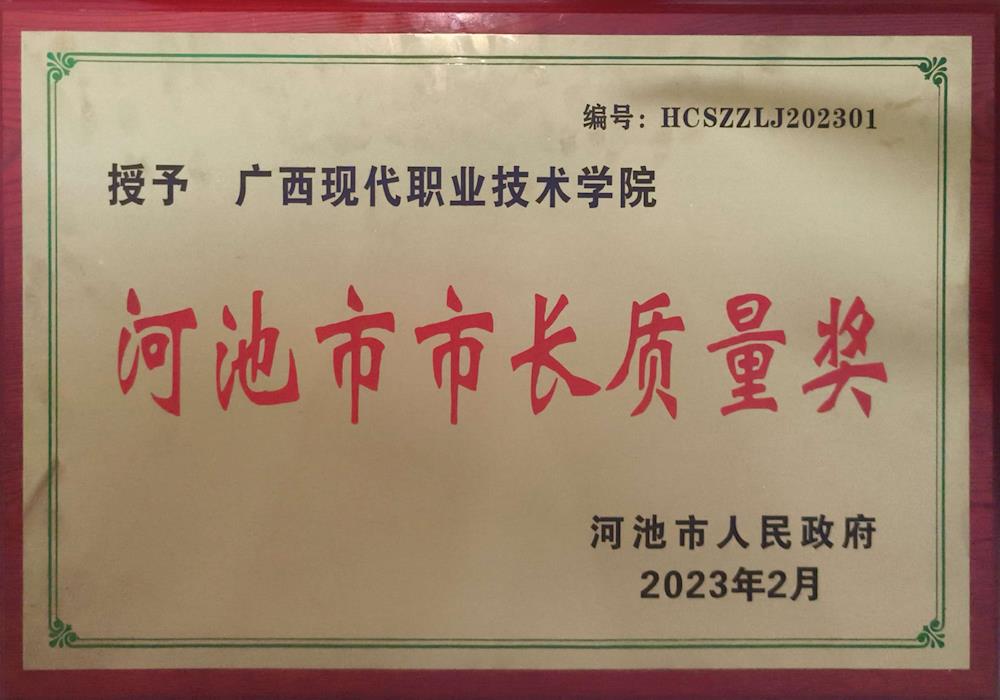 编号：HCSZZLJ202301
授予 广西现代职业技术学院
河池市市长质量奖
河池市人民政府
2023年2月